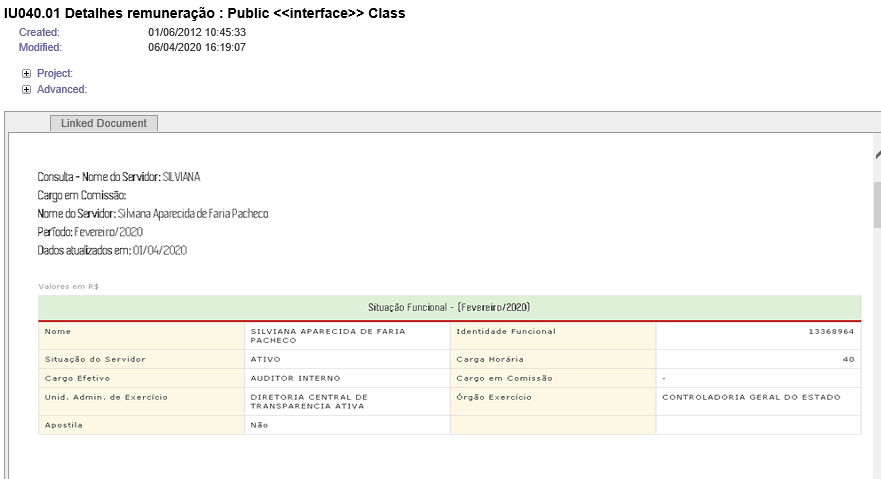 IU040.01 Detalhes remuneração : Public <<interface>> Class
Created: 01/06/2012 10:45:33
Modified: 06/04/2020 16:19:07
Project:
Advanced:
Linked Document
Consulta - Nome do Servidor: SILVIANA
Cargo em Comissão:
Nome do Servidor: Silviana Aparecida de Faria Pacheco
Período: Fevereiro/2020
Dados atualizados em: 01/04/2020
Valores em R$
Situação Funcional - (Fevereiro/2020)
Nome SILVIANA APARECIDA DE FARIA PACHECO Identidade Funcional 13368964
Situação do Servidor ATIVO Carga Horária 40
Cargo Efetivo AUDITOR INTERNO Cargo em Comissão -
Unid. Admin. de Exercício DIRETORIA CENTRAL DE TRANSPARENCIA ATIVA Órgão Exercício CONTROLADORIA GERAL DO ESTADO
Apostila Não